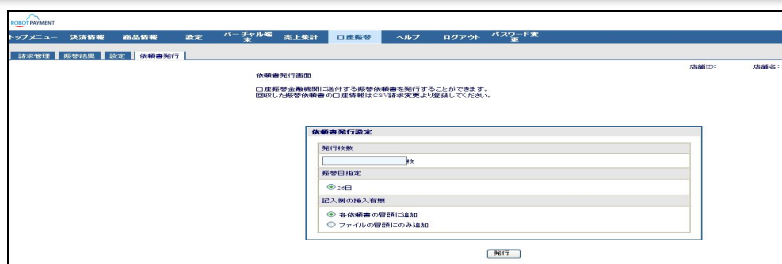 ROBOT PAYMENT
トップメニュー 決済情報 商品情報 設定 バーチャル端末 売上集計 口座振替 ヘルプ ログアウト パスワード変更
請求管理 振替結果 設定 依頼書発行
店舗ID: 店舗名:
依頼書発行画面
口座振替金融機関に送付する振替依頼書を発行することができます。
回収した振替依頼書の口座情報はCSV請求変更より登録してください。
依頼書発行設定
発行枚数
枚
振替日指定
26日
記入例の挿入有無
各依頼書の冒頭に追加
ファイルの冒頭にのみ追加
発行